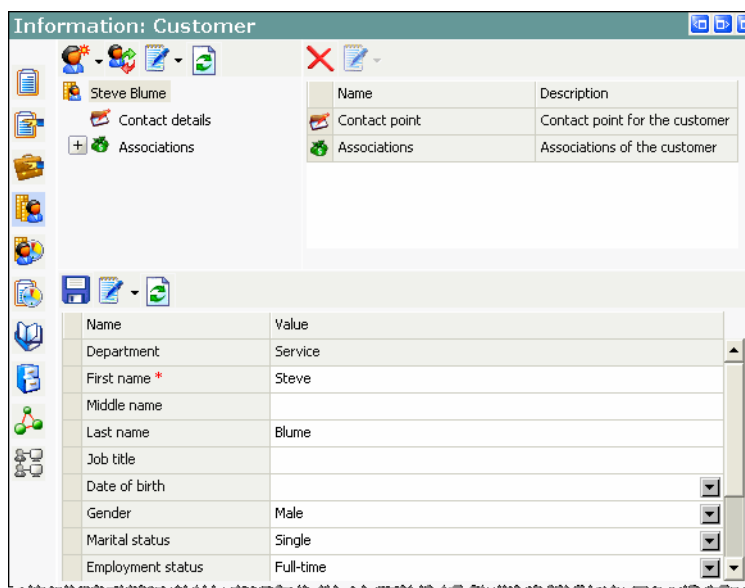 Information: Customer
Steve Blume
Contact details
Associations
Name Description
Contact point Contact point for the customer
Associations Associations of the customer
Name Value
Department Service
First name * Steve
Middle name
Last name Blume
Job title
Date of birth
Gender Male
Marital status Single
Employment status Full-time